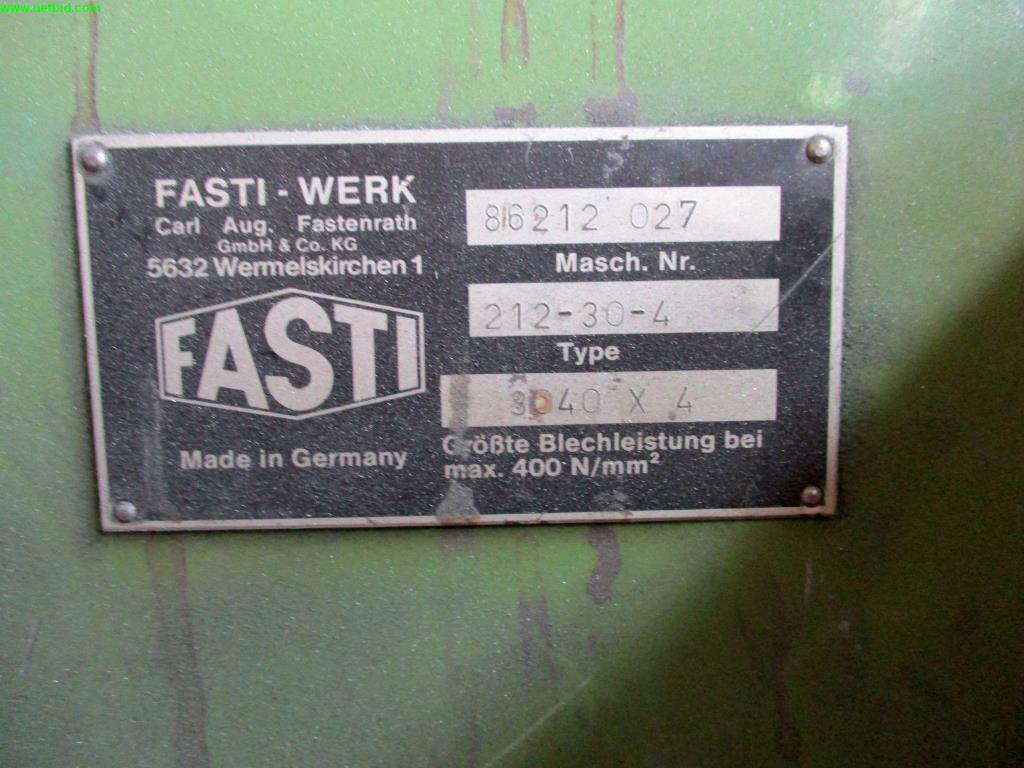 www.netbid.com
FASTI - WERK
Carl Aug. Fastenrath
GmbH & Co. KG
5632 Wermelskirchen 1
FASTI
Made in Germany
86212 027
Masch. Nr.
212-30-4
Type
3040 X 4
Größte Blechleistung bei
max. 400 N/mm²